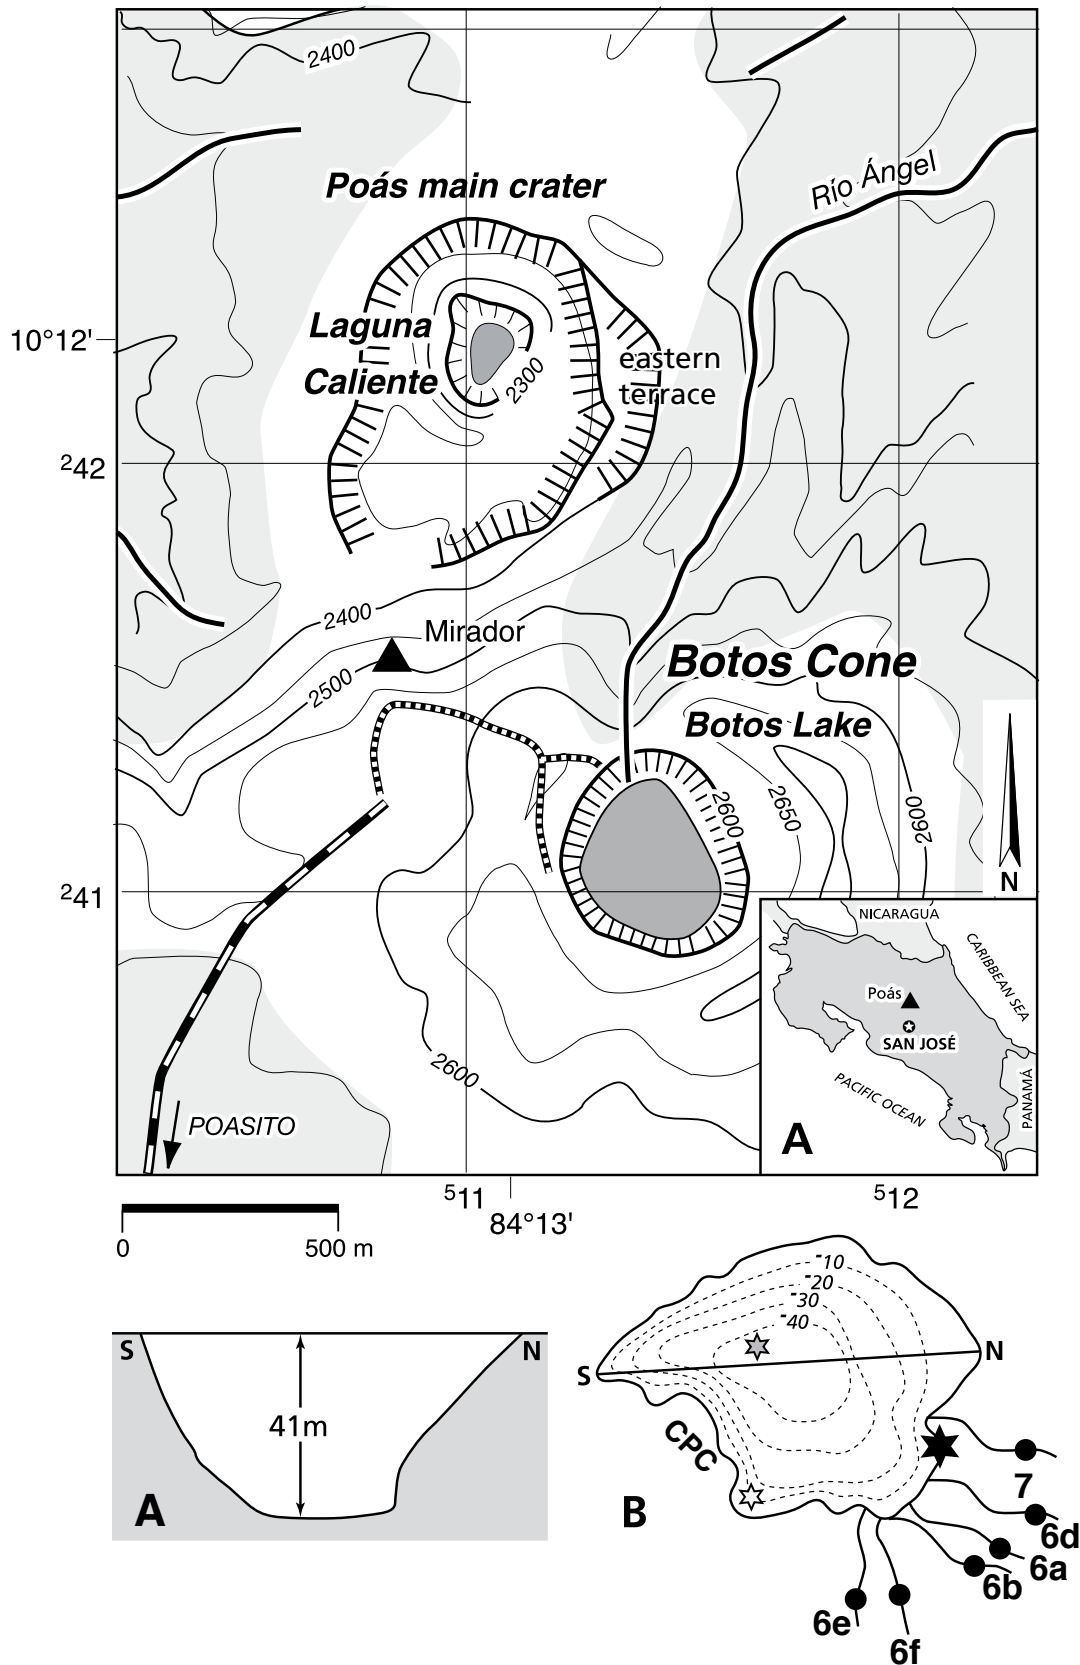 2400
Río Ángel
Poás main crater
Laguna
Caliente
10°12'
eastern
terrace
2300
²42
2400
Mirador
2500
Botos Cone
Botos Lake
2600
2650
2600
N
²41
NICARAGUA
CARIBBEAN SEA
Poás
SAN JOSÉ
PACIFIC OCEAN
PANAMÁ
A
2600
POASITO
⁵11
⁵12
84°13'
0
500 m
S
N
41m
A
-10
-20
-30
-40
S
N
CPC
B
7
6d
6a
6b
6e
6f